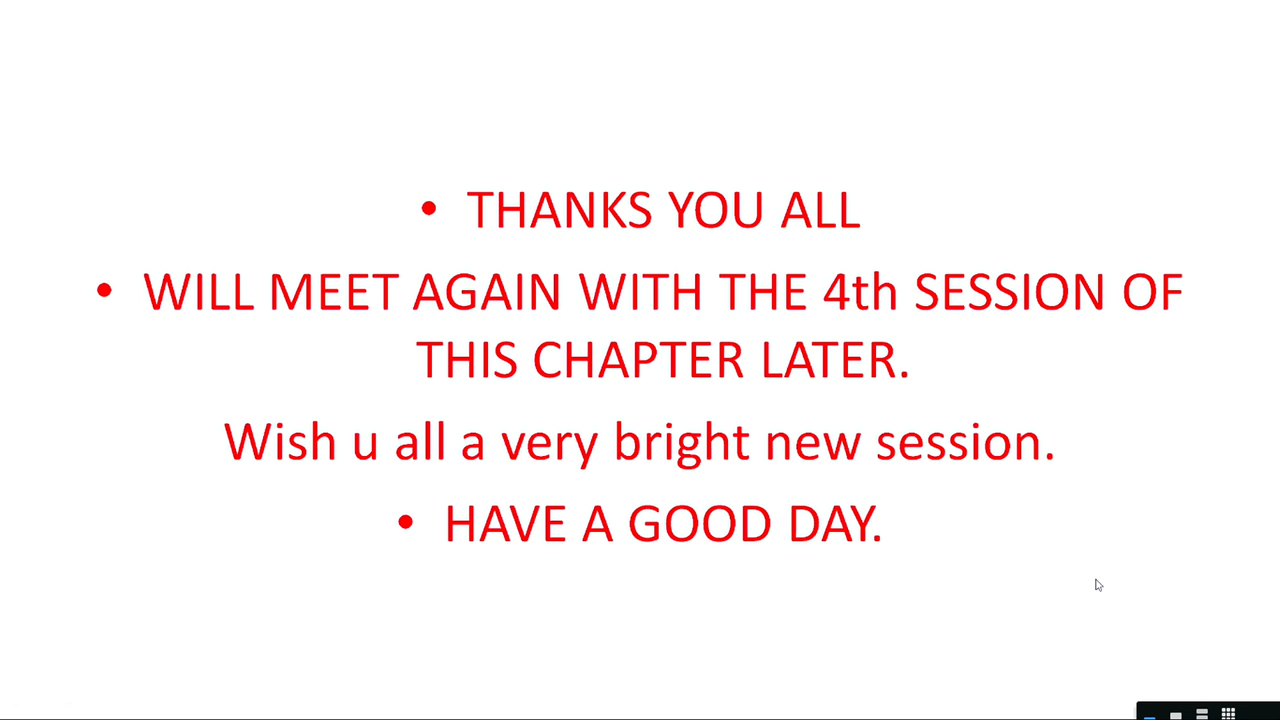 • THANKS YOU ALL
• WILL MEET AGAIN WITH THE 4th SESSION OF
THIS CHAPTER LATER.
Wish u all a very bright new session.
• HAVE A GOOD DAY.